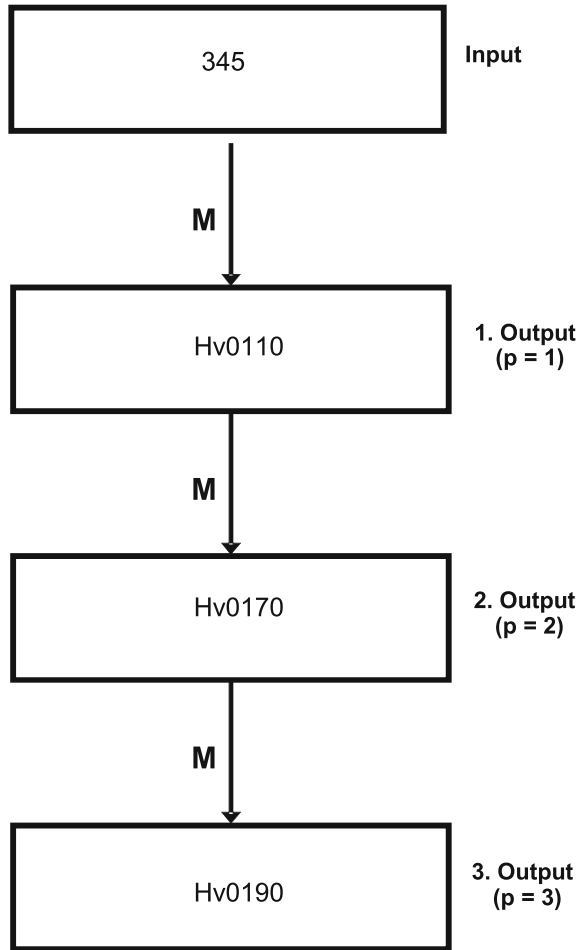 345
Input
M
Hv0110
1. Output
(p = 1)
M
Hv0170
2. Output
(p = 2)
M
Hv0190
3. Output
(p = 3)